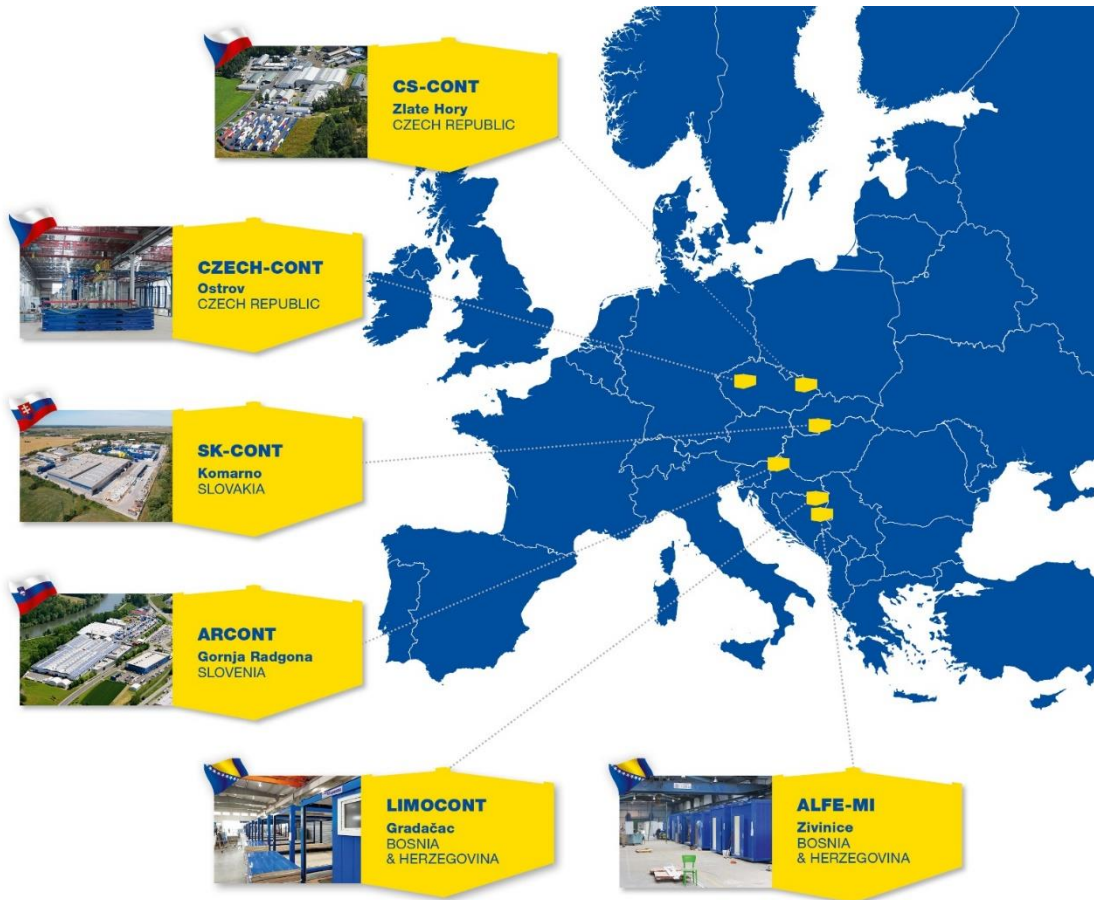 CS-CONT
Zlate Hory
CZECH REPUBLIC
CZECH-CONT
Ostrov
CZECH REPUBLIC
SK-CONT
Komarno
SLOVAKIA
ARCONT
Gornja Radgona
SLOVENIA
LIMOCONT
Gradačac
BOSNIA
& HERZEGOVINA
ALFE-MI
Zivinice
BOSNIA
& HERZEGOVINA